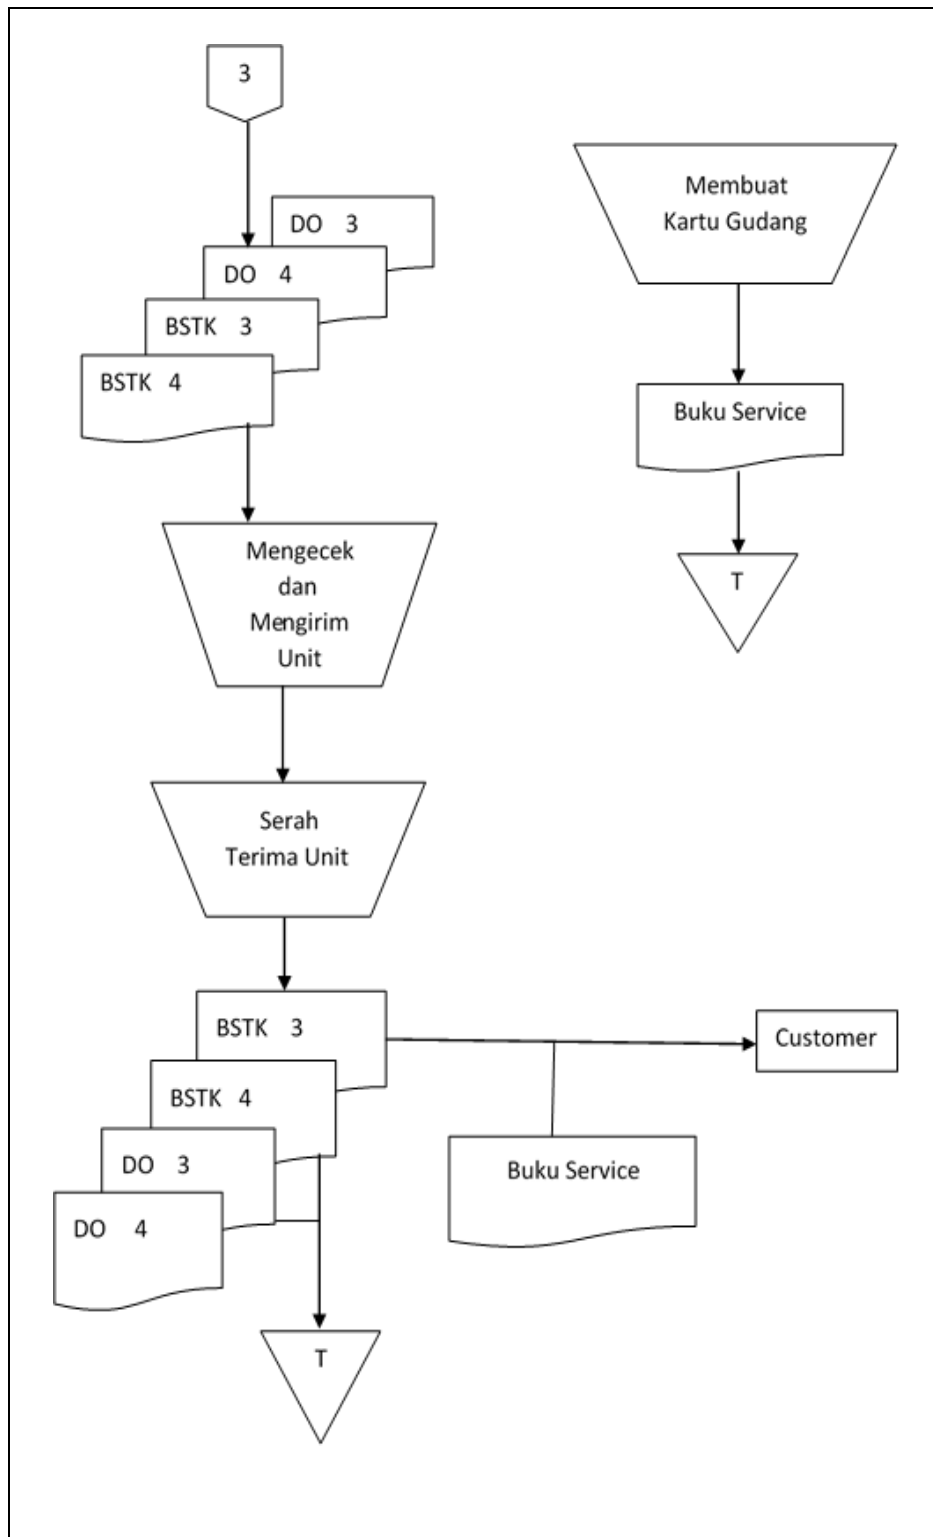 3
DO 3
DO 4
BSTK 3
BSTK 4
Mengecek
dan
Mengirim
Unit
Serah
Terima Unit
BSTK 3
BSTK 4
DO 3
DO 4
T
Customer
Buku Service
Membuat
Kartu Gudang
Buku Service
T